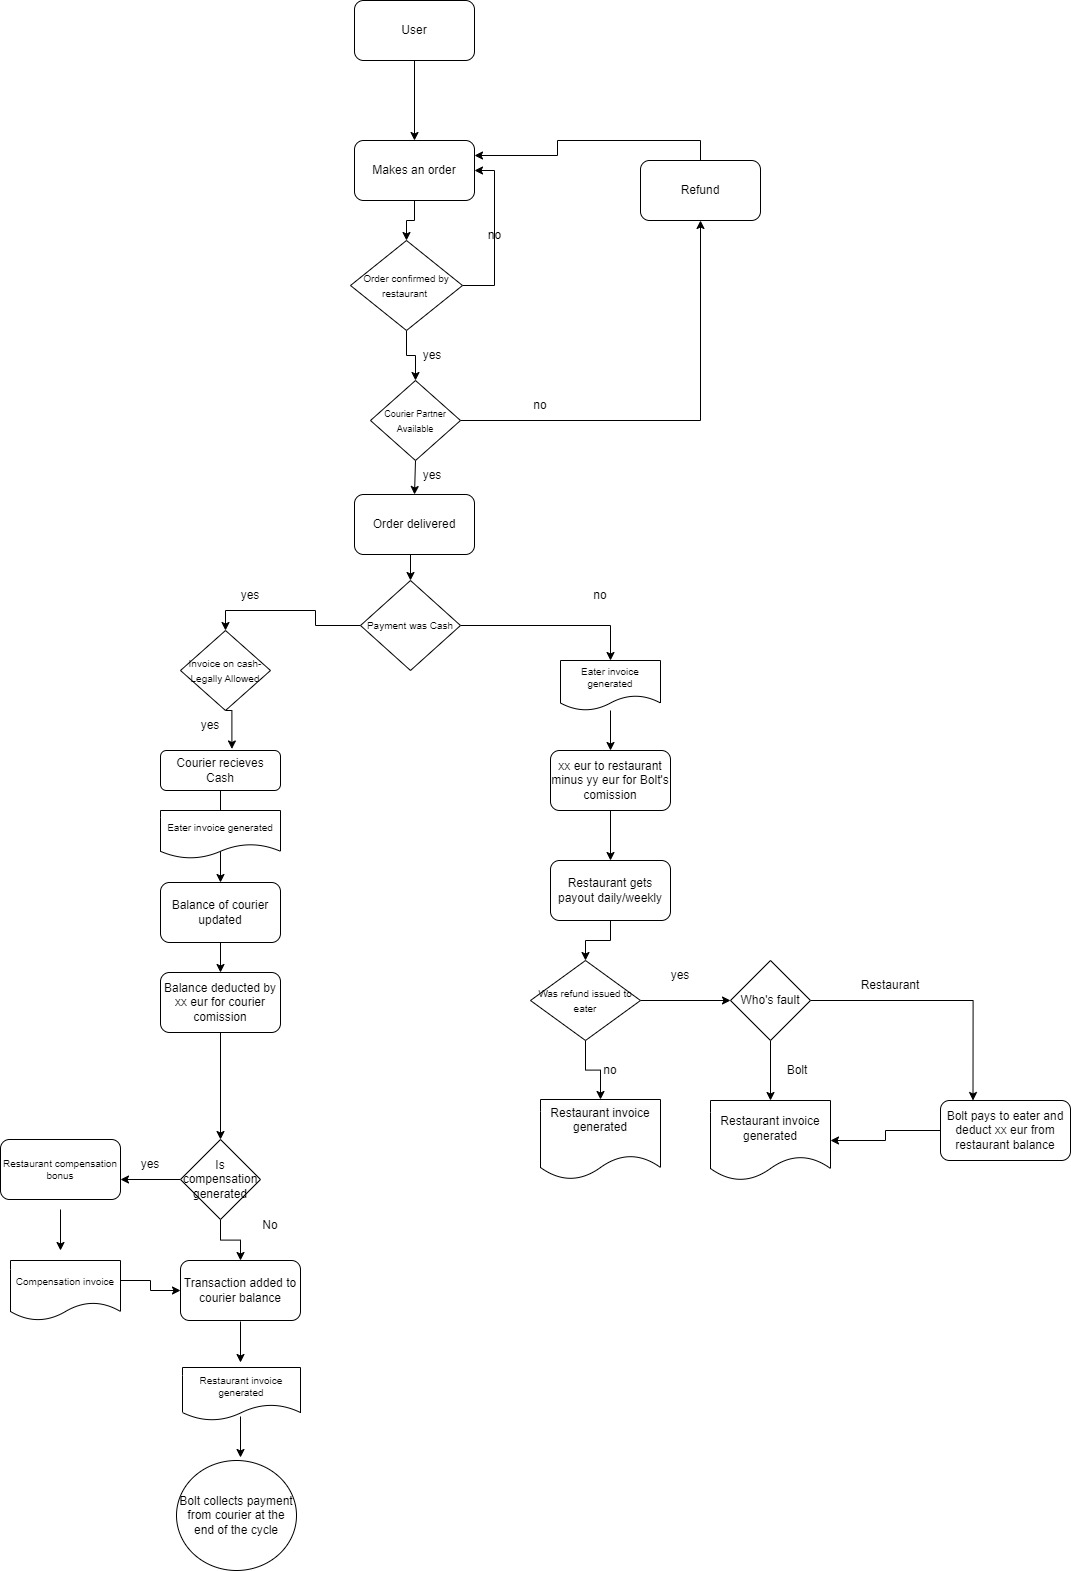 User
Makes an order
Refund
no
Order confirmed by
restaurant
yes
Courier Partner
Available
no
yes
Order delivered
yes
no
Payment was Cash
Invoice on cash-
Legally Allowed
Eater invoice
generated
yes
Courier recieves
Cash
xx eur to restaurant
minus yy eur for Bolt's
comission
Eater invoice generated
Balance of courier
updated
Restaurant gets
payout daily/weekly
Balance deducted by
xx eur for courier
comission
Was refund issued to
eater
yes
Who's fault
Restaurant
no
Bolt
Restaurant invoice
generated
Restaurant invoice
generated
Bolt pays to eater and
deduct xx eur from
restaurant balance
Restaurant compensation
bonus
yes
Is
compensation
generated
No
Compensation invoice
Transaction added to
courier balance
Restaurant invoice
generated
Bolt collects payment
from courier at the
end of the cycle